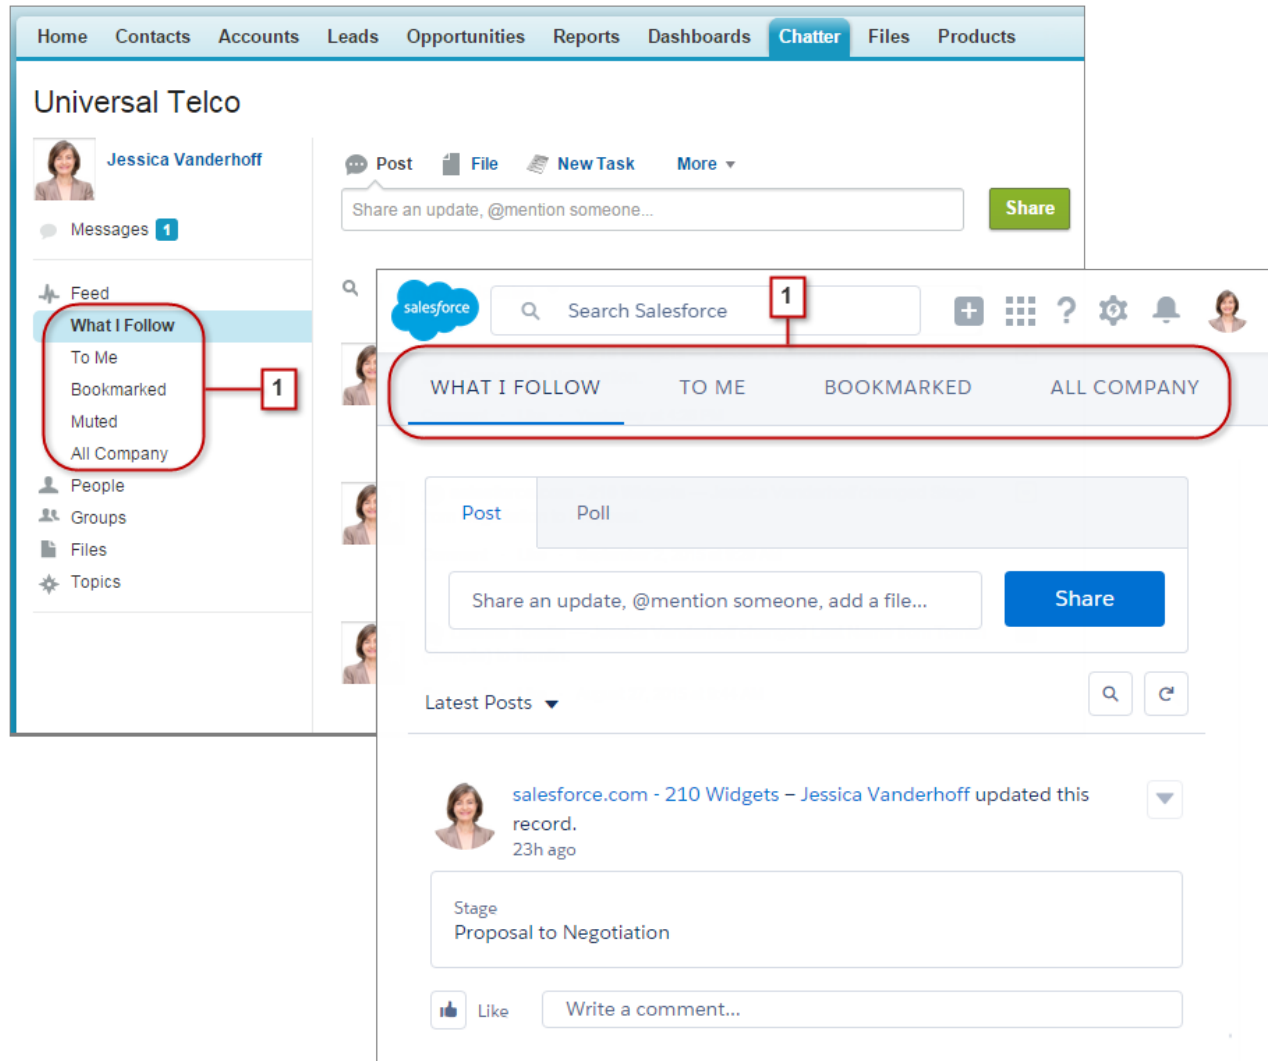 1
Home Contacts Accounts Leads Opportunities Reports Dashboards Chatter Files Products
Universal Telco
Jessica Vanderhoff
Messages 1
Feed
What I Follow
To Me
Bookmarked
Muted
All Company
1
People
Groups
Files
Topics
Post File New Task More
Share an update, @mention someone...
Share
salesforce
Search Salesforce
1
?
WHAT I FOLLOW TO ME BOOKMARKED ALL COMPANY
Post Poll
Share an update, @mention someone, add a file...
Share
Latest Posts
salesforce.com - 210 Widgets – Jessica Vanderhoff updated this
record.
23h ago
Stage
Proposal to Negotiation
Like Write a comment...